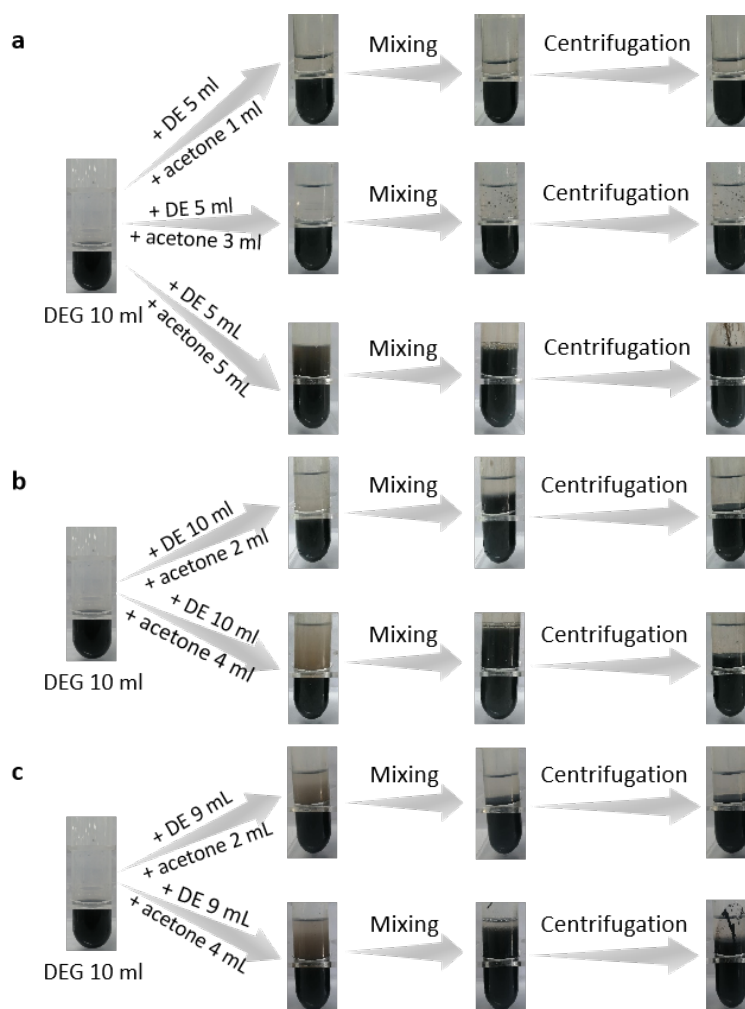 a
+ DE 5 ml
+ acetone 1 ml
Mixing
Centrifugation
+ DE 5 ml
+ acetone 3 ml
Mixing
Centrifugation
DEG 10 ml
+ DE 5 mL
+ acetone 5 mL
Mixing
Centrifugation
b
+ DE 10 ml
+ acetone 2 ml
Mixing
Centrifugation
DEG 10 ml
+ DE 10 ml
+ acetone 4 ml
Mixing
Centrifugation
c
+ DE 9 mL
+ acetone 2 mL
Mixing
Centrifugation
DEG 10 ml
+ DE 9 mL
+ acetone 4 mL
Mixing
Centrifugation